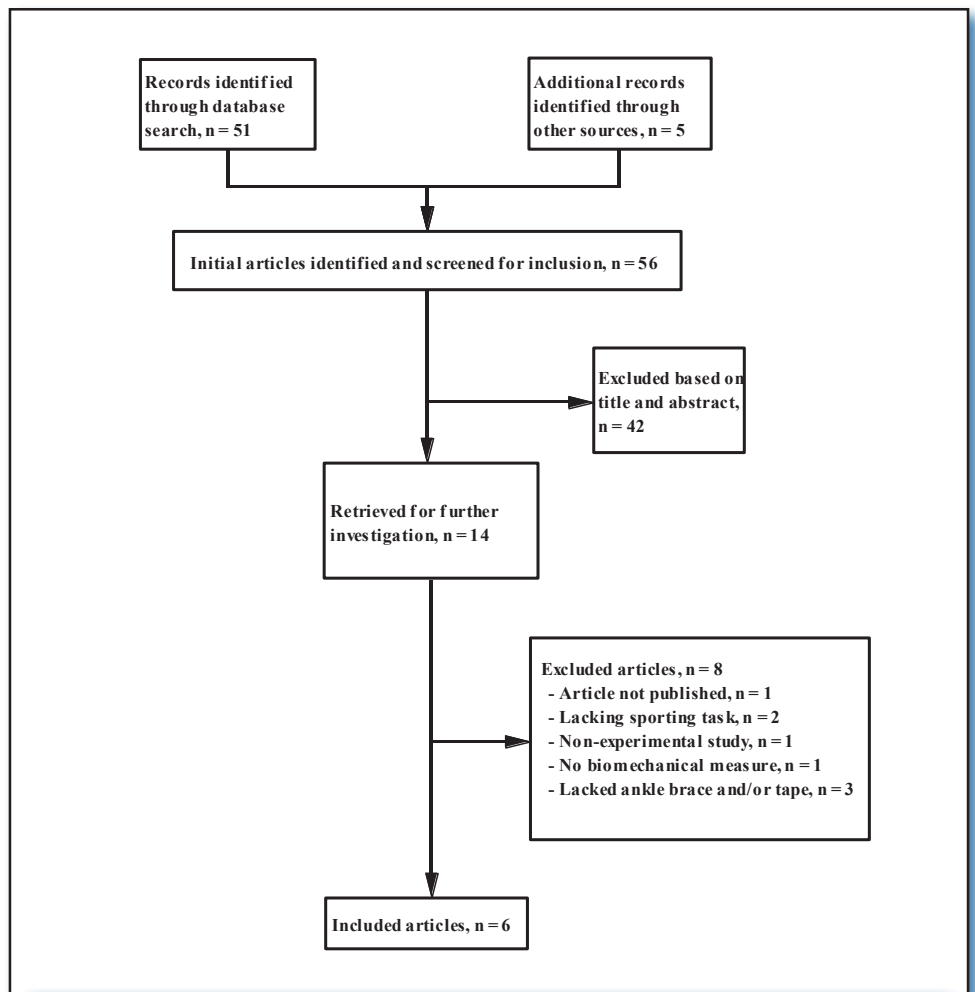 Records identified
through database
search, n = 51
Additional records
identified through
other sources, n = 5
Initial articles identified and screened for inclusion, n = 56
Excluded based on
title and abstract,
n = 42
Retrieved for further
investigation, n = 14
Excluded articles, n = 8
- Article not published, n = 1
- Lacking sporting task, n = 2
- Non-experimental study, n = 1
- No biomechanical measure, n = 1
- Lacked ankle brace and/or tape, n = 3
Included articles, n = 6